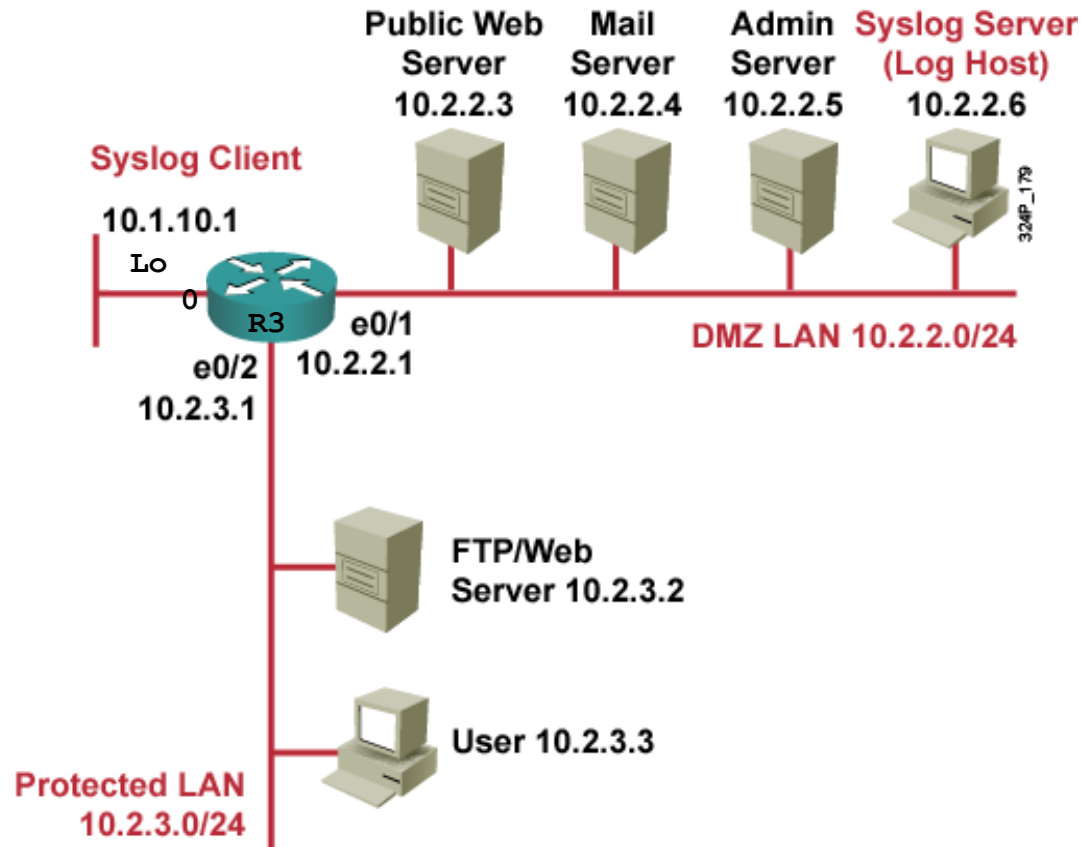 Public Web
Server
10.2.2.3
Mail
Server
10.2.2.4
Admin
Server
10.2.2.5
Syslog Server
(Log Host)
10.2.2.6
324P_179
Syslog Client
10.1.10.1
Lo
0
R3
e0/1
10.2.2.1
DMZ LAN 10.2.2.0/24
e0/2
10.2.3.1
FTP/Web
Server 10.2.3.2
User 10.2.3.3
Protected LAN
10.2.3.0/24